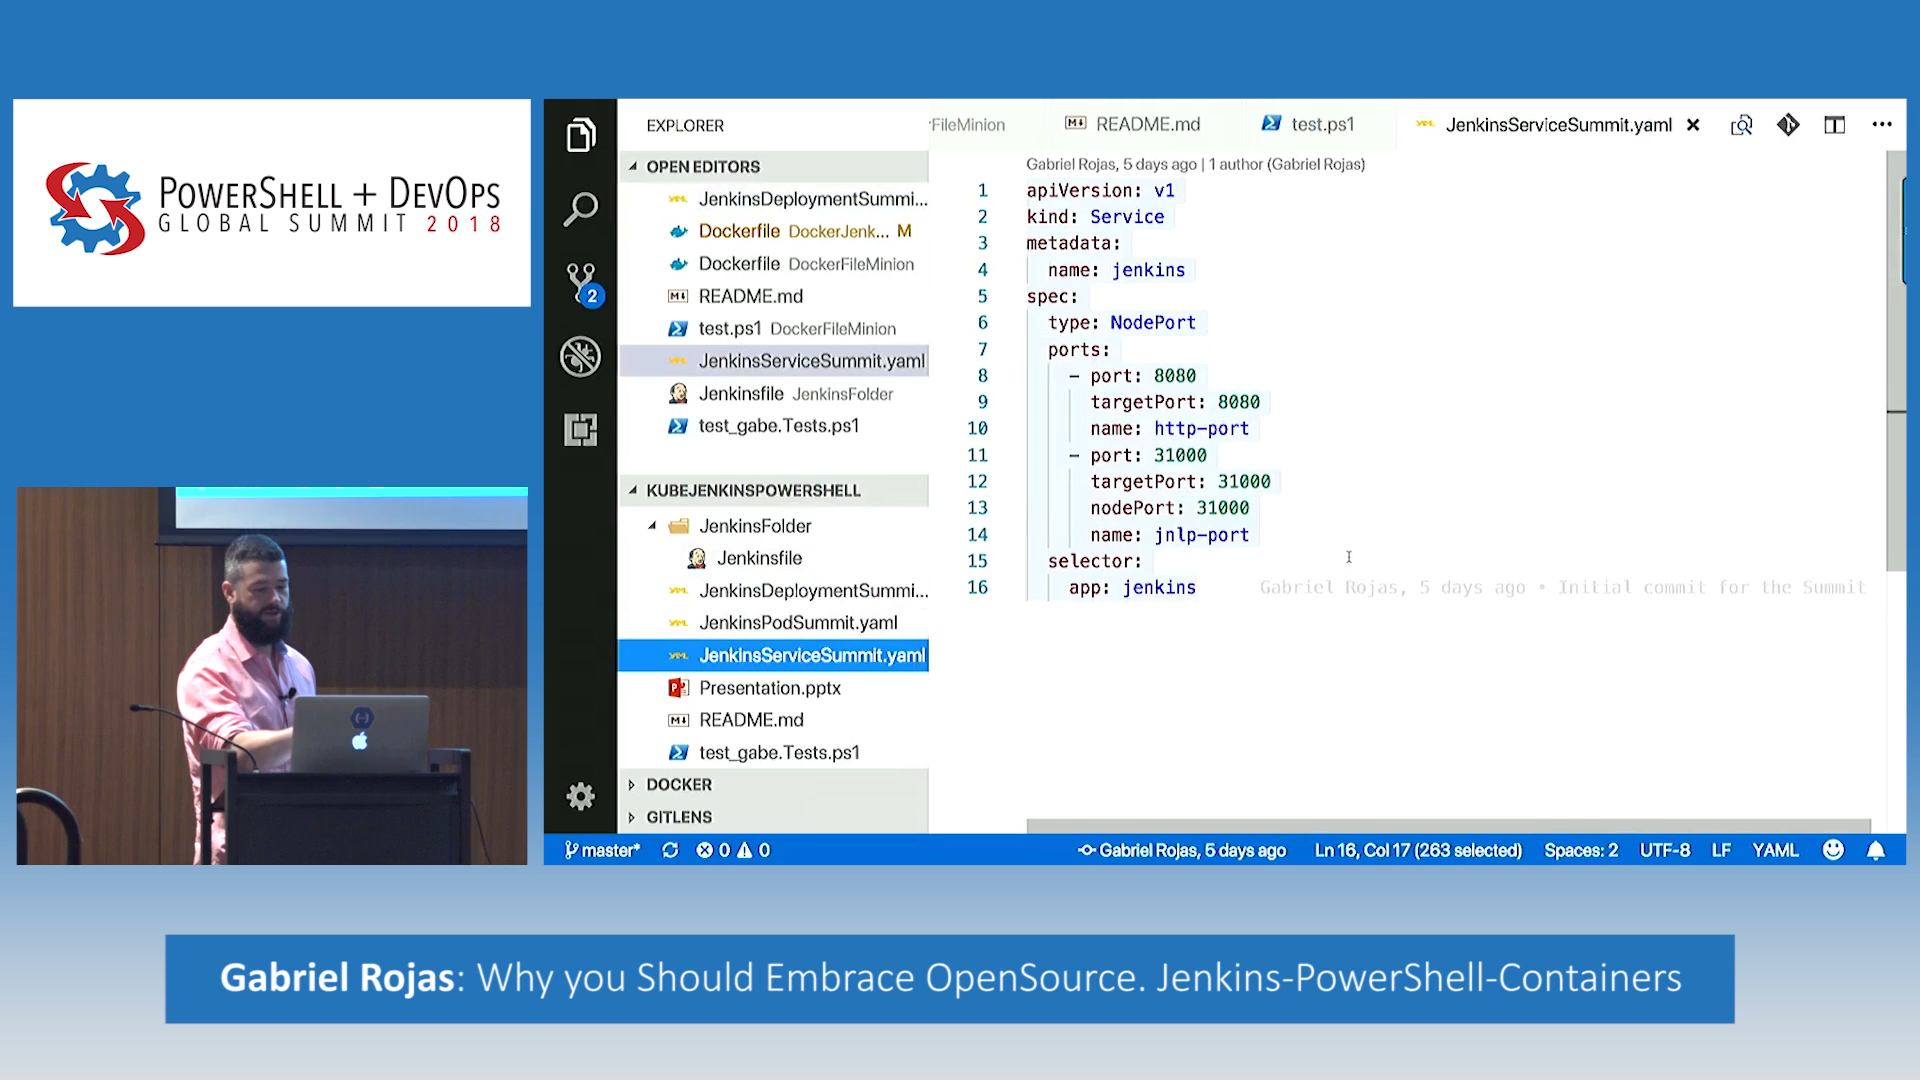 POWERSHELL + DEVOPS
GLOBAL SUMMIT 2018
EXPLORER
OPEN EDITORS
JenkinsDeploymentSummi...
Dockerfile DockerJenk... M
Dockerfile DockerFileMinion
README.md
test.ps1 DockerFileMinion
JenkinsServiceSummit.yaml
Jenkinsfile JenkinsFolder
test_gabe.Tests.ps1
KUBEJENKINSPOWERSHELL
JenkinsFolder
Jenkinsfile
JenkinsDeploymentSummi...
JenkinsPodSummit.yaml
JenkinsServiceSummit.yaml
Presentation.pptx
README.md
test_gabe.Tests.ps1
DOCKER
GITLENS
2
FileMinion README.md test.ps1 JenkinsServiceSummit.yaml
Gabriel Rojas, 5 days ago | 1 author (Gabriel Rojas)
1 apiVersion: v1
2 kind: Service
3 metadata:
4 name: jenkins
5 spec:
6 type: NodePort
7 ports:
8 - port: 8080
9 targetPort: 8080
10 name: http-port
11 - port: 31000
12 targetPort: 31000
13 nodePort: 31000
14 name: jnlp-port
15 selector:
16 app: jenkins Gabriel Rojas, 5 days ago • Initial commit for the Summit
master* 0 0 Gabriel Rojas, 5 days ago Ln 16, Col 17 (263 selected) Spaces: 2 UTF-8 LF YAML
Gabriel Rojas: Why you Should Embrace OpenSource. Jenkins-PowerShell-Containers